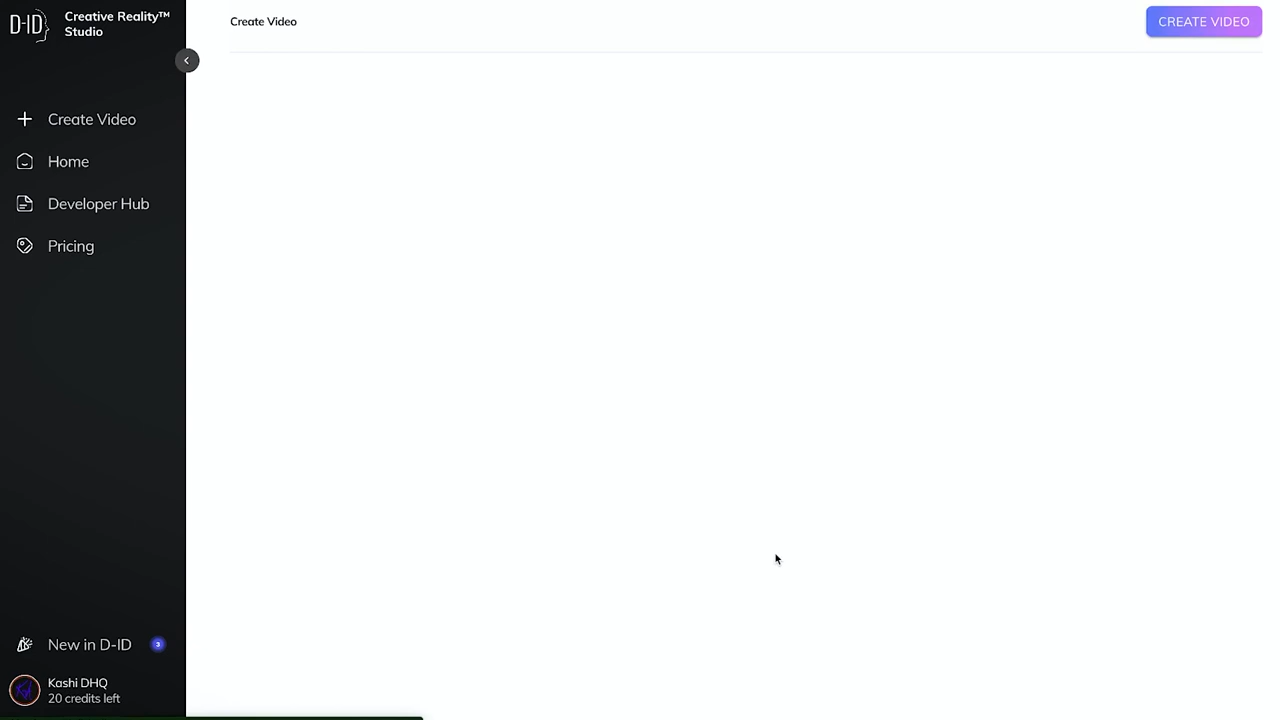 D-ID
Creative Reality™
Studio
Create Video
CREATE VIDEO
Create Video
Home
Developer Hub
Pricing
New in D-ID
3
Kashi DHQ
20 credits left